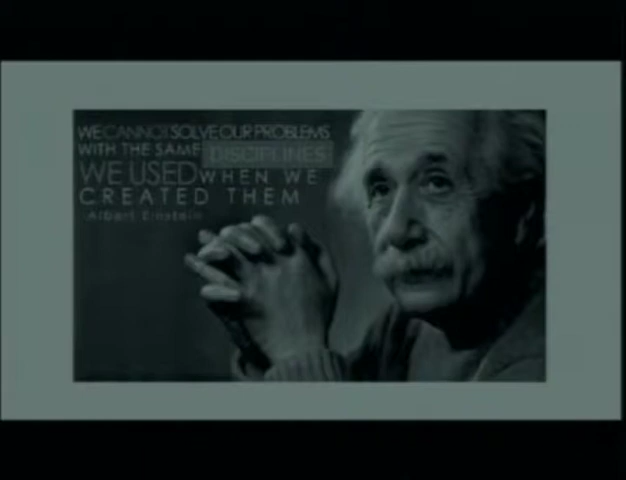 WE CANNOT SOLVE OUR PROBLEMS
WITH THE SAME DISCIPLINES
WE USED WHEN WE
CREATED THEM
-Albert Einstein